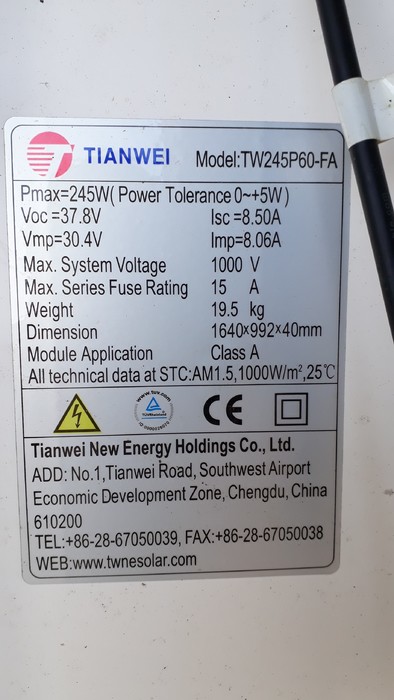 TIANWEI Model:TW245P60-FA
Pmax=245W( Power Tolerance 0~+5W )
Voc =37.8V Isc =8.50A
Vmp=30.4V Imp=8.06A
Max. System Voltage 1000 V
Max. Series Fuse Rating 15 A
Weight 19.5 kg
Dimension 1640×992×40mm
Module Application Class A
All technical data at STC:AM1.5,1000W/m²,25℃
CE
Tianwei New Energy Holdings Co., Ltd.
ADD: No.1,Tianwei Road, Southwest Airport
Economic Development Zone, Chengdu, China
610200
TEL:+86-28-67050039, FAX:+86-28-67050038
WEB:www.twnesolar.com